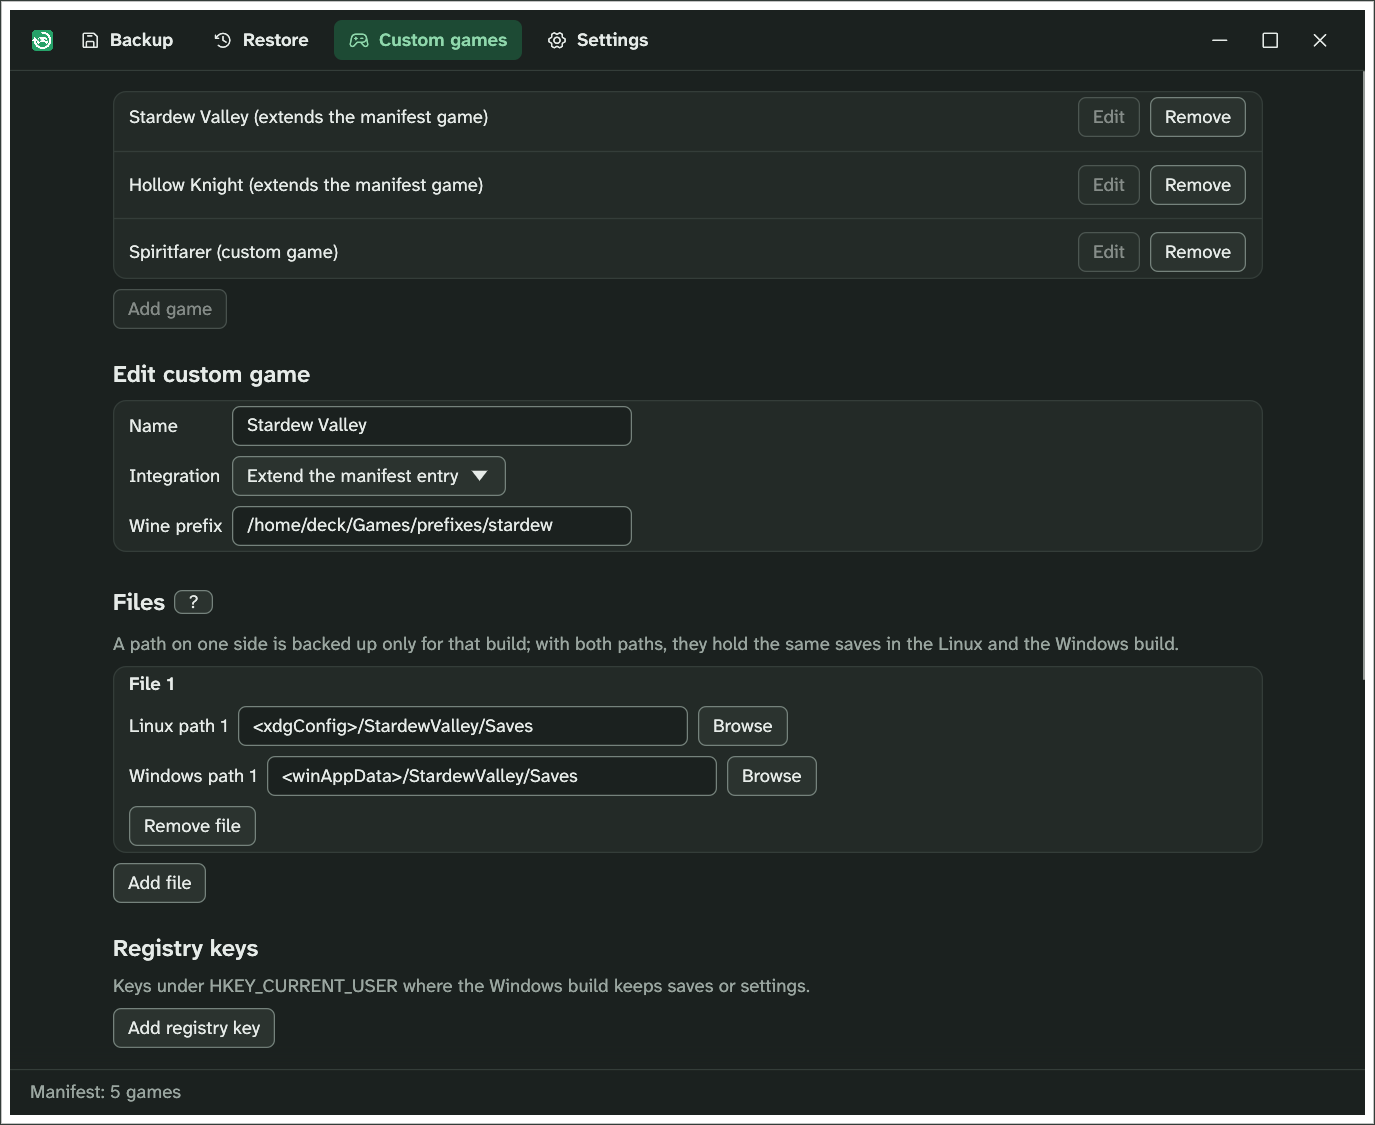 Backup Restore Custom games Settings
Stardew Valley (extends the manifest game) Edit Remove
Hollow Knight (extends the manifest game) Edit Remove
Spiritfarer (custom game) Edit Remove
Add game
Edit custom game
Name Stardew Valley
Integration Extend the manifest entry
Wine prefix /home/deck/Games/prefixes/stardew
Files ?
A path on one side is backed up only for that build; with both paths, they hold the same saves in the Linux and the Windows build.
File 1
Linux path 1 <xdgConfig>/StardewValley/Saves Browse
Windows path 1 <winAppData>/StardewValley/Saves Browse
Remove file
Add file
Registry keys
Keys under HKEY_CURRENT_USER where the Windows build keeps saves or settings.
Add registry key
Manifest: 5 games